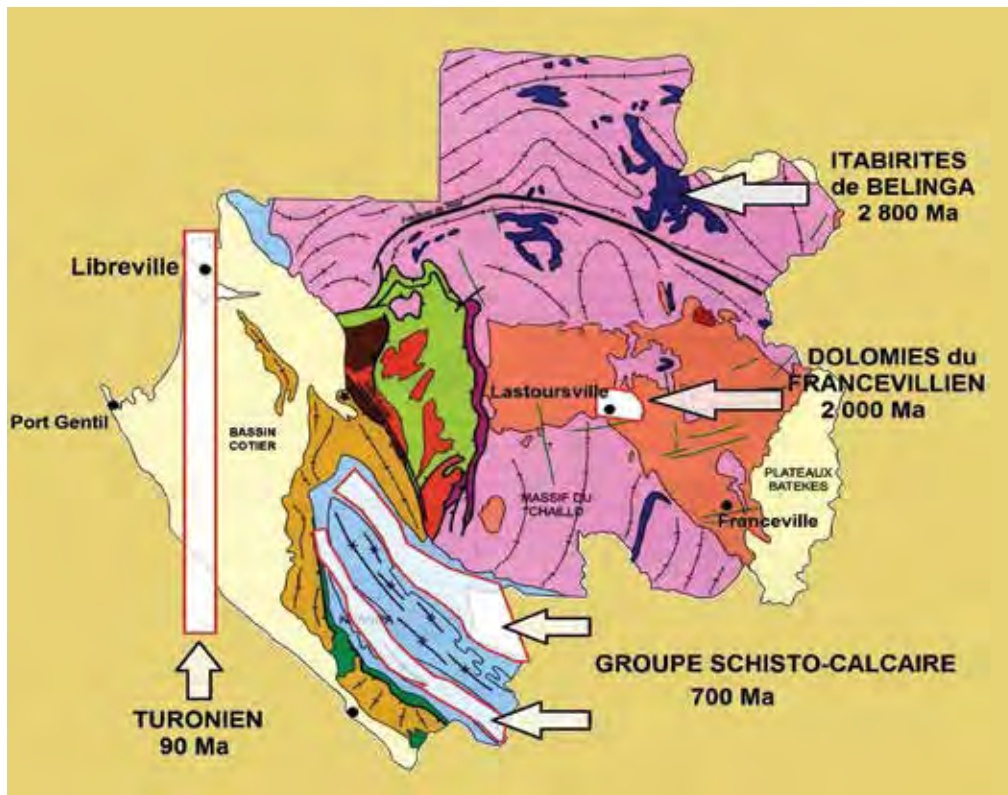 ITABIRITES
de BELINGA
2 800 Ma
Libreville
DOLOMIES du
FRANCEVILLIEN
2 000 Ma
Lastoursville
Port Gentil
BASSIN
COTIER
PLATEAUX
BATEKES
MASSIF DU
Franceville
GROUPE SCHISTO-CALCAIRE
700 Ma
TURONIEN
90 Ma